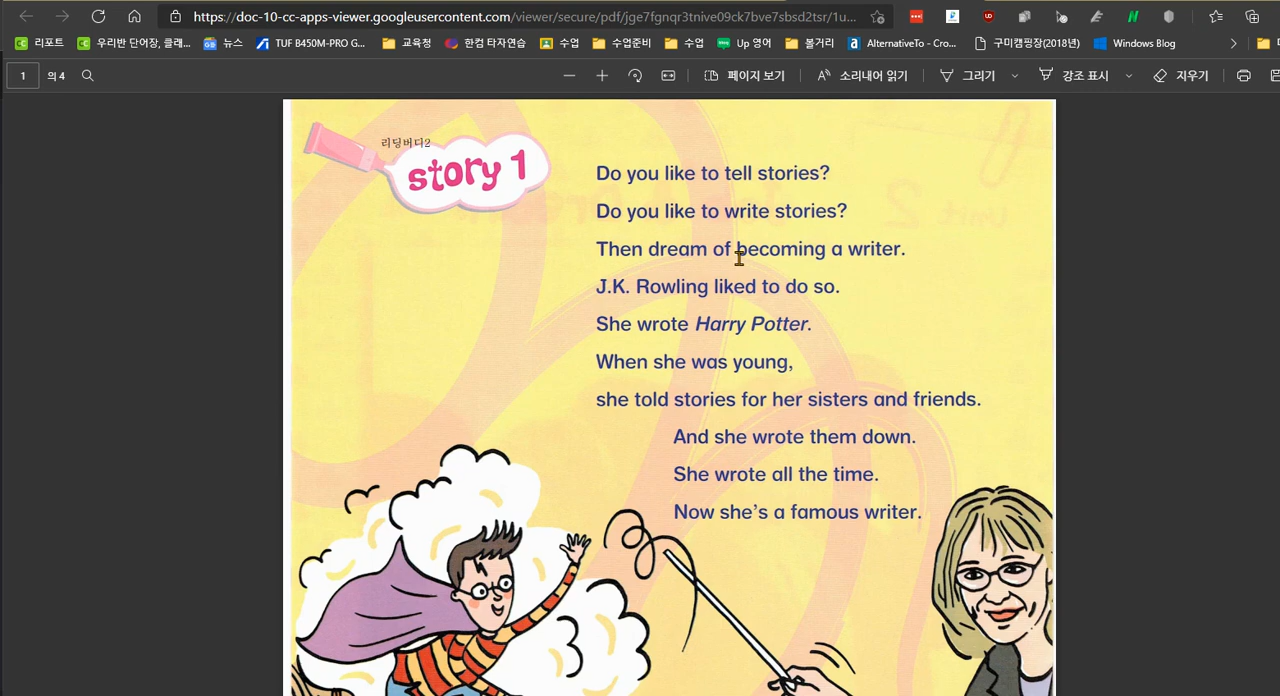 https://doc-10-cc-apps-viewer.googleusercontent.com/viewer/secure/pdf/jge7fgnqr3tnive09ck7bve7sbsd2tsr/1u...
리포트 우리반 단어장, 클래... 뉴스 TUF B450M-PRO G... 교육청 한컴 타자연습 수업 수업준비 수업 Up 영어 볼거리 AlternativeTo - Cro... 구미캠핑장(2018년) Windows Blog
1 의 4 페이지 보기 소리내어 읽기 그리기 강조 표시 지우기
리딩버디2
story 1
Do you like to tell stories?
Do you like to write stories?
Then dream of becoming a writer.
J.K. Rowling liked to do so.
She wrote Harry Potter.
When she was young,
she told stories for her sisters and friends.
And she wrote them down.
She wrote all the time.
Now she's a famous writer.